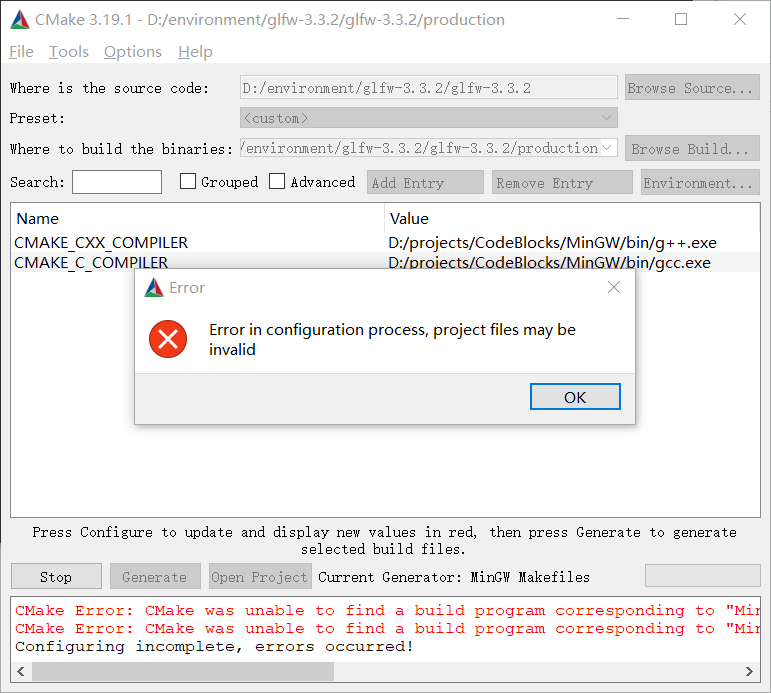 CMake 3.19.1 - D:/environment/glfw-3.3.2/glfw-3.3.2/production
File Tools Options Help
Where is the source code: D:/environment/glfw-3.3.2/glfw-3.3.2 Browse Source...
Preset: <custom>
Where to build the binaries: /environment/glfw-3.3.2/glfw-3.3.2/production Browse Build...
Search: Grouped Advanced Add Entry Remove Entry Environment...
Name Value
CMAKE_CXX_COMPILER D:/projects/CodeBlocks/MinGW/bin/g++.exe
CMAKE_C_COMPILER D:/projects/CodeBlocks/MinGW/bin/gcc.exe
Error
Error in configuration process, project files may be
invalid
OK
Press Configure to update and display new values in red, then press Generate to generate
selected build files.
Stop Generate Open Project Current Generator: MinGW Makefiles
CMake Error: CMake was unable to find a build program corresponding to "Min
CMake Error: CMake was unable to find a build program corresponding to "Min
Configuring incomplete, errors occurred!